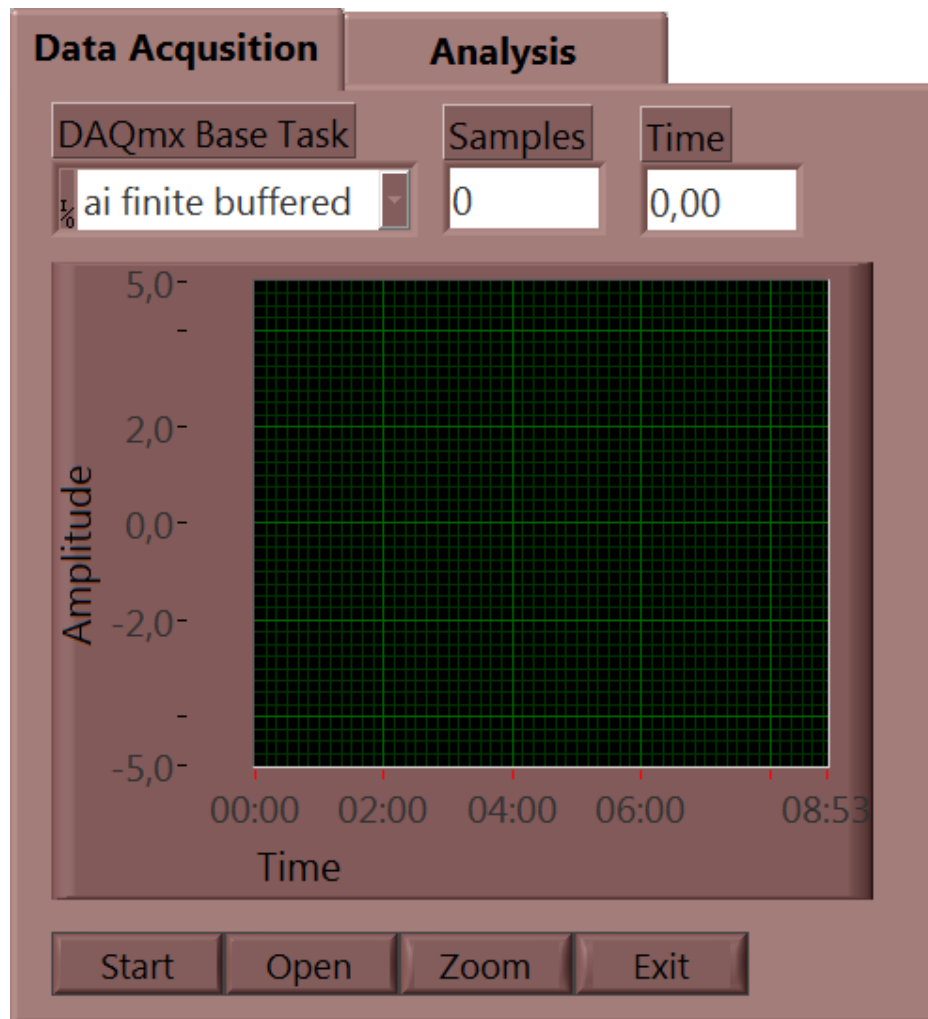 Data Acqusition Analysis
DAQmx Base Task Samples Time
I/O ai finite buffered 0 0,00
5,0
2,0
0,0
-2,0
-5,0
Amplitude
00:00 02:00 04:00 06:00 08:53
Time
Start Open Zoom Exit